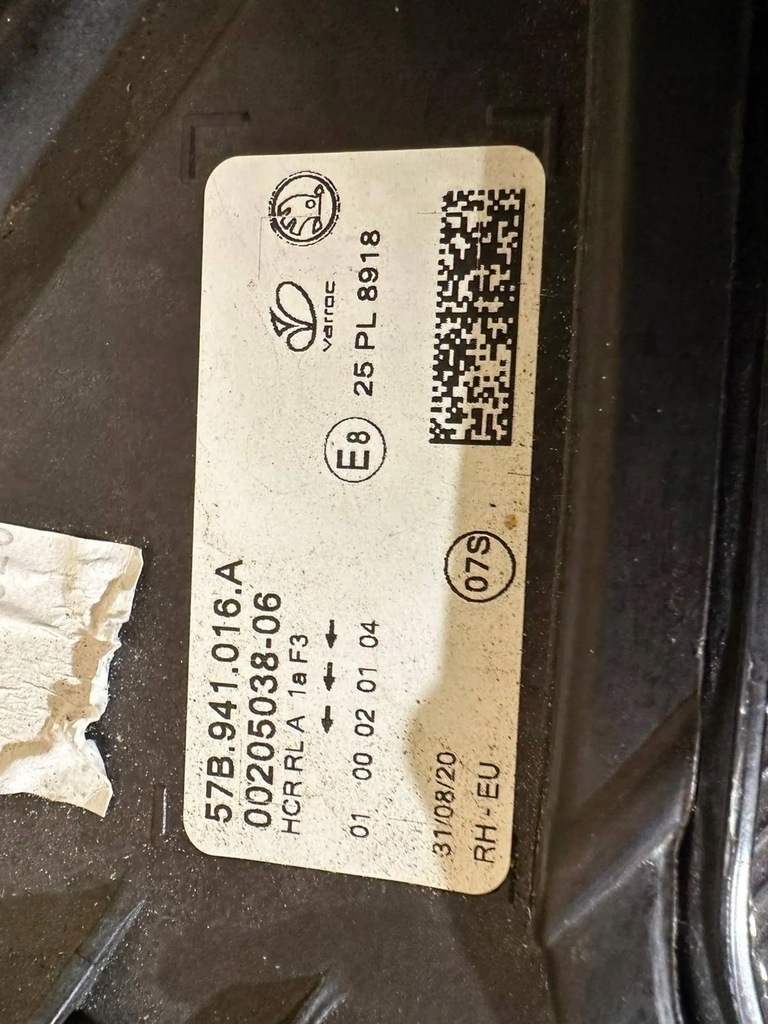 57B.941.016.A
00205038-06
HCR RL A 1a F3
01 00 02 01 04
31/08/20
RH - EU
07S
E8 25 PL 8918
varroc